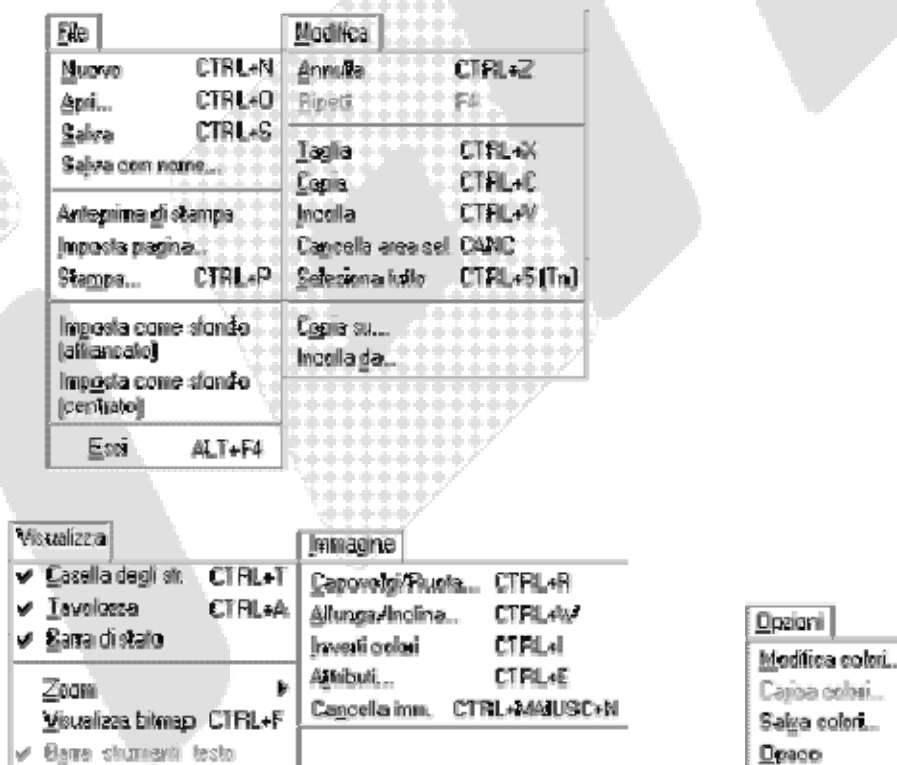 File
Nuovo CTRL+N
Apri... CTRL+O
Salva CTRL+S
Salva con nome...
Anteprima di stampa
Imposta pagina...
Stampa... CTRL+P
Imposta come sfondo
(affiancato)
Imposta come sfondo
(centrato)
Esci ALT+F4
Modifica
Annulla CTRL+Z
Ripeti F4
Taglia CTRL+X
Copia CTRL+C
Incolla CTRL+V
Cancella area sel. CANC
Seleziona tutto CTRL+5 (Tn)
Copia su...
Incolla da...
Visualizza
Casella degli str. CTRL+T
Tavolozza CTRL+A
Barra di stato
Zoom
Visualizza bitmap CTRL+F
Barra strumenti testo
Immagine
Capovolgi/Ruota... CTRL+R
Allunga/Inclina... CTRL+W
Inverti colori CTRL+I
Attributi... CTRL+E
Cancella imm. CTRL+MAIUSC+N
Opzioni
Modifica colori...
Carica colori...
Salva colori...
Opaco